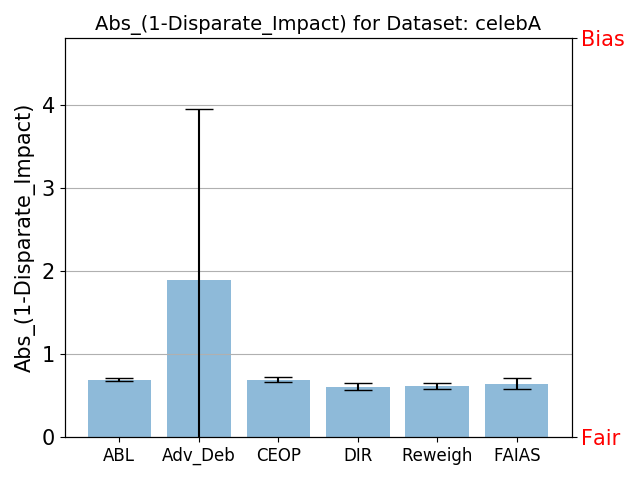 Abs_(1-Disparate_Impact) for Dataset: celebA
Bias
Abs_(1-Disparate_Impact)
4
3
2
1
0
Fair
ABL Adv_Deb CEOP DIR Reweigh FAIAS